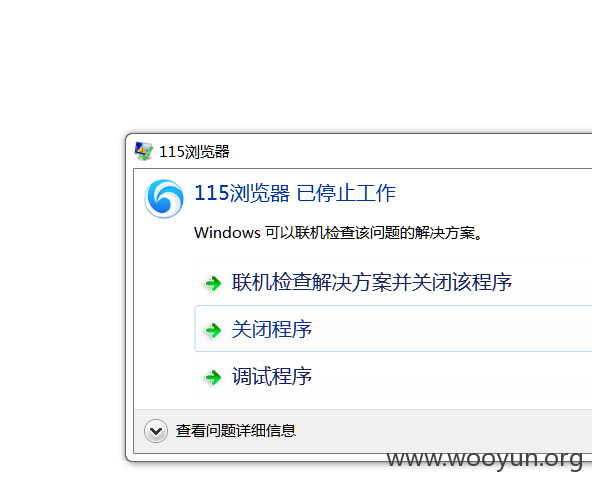 115浏览器
115浏览器 已停止工作
Windows 可以联机检查该问题的解决方案。
联机检查解决方案并关闭该程序
关闭程序
调试程序
查看问题详细信息
www.wooyun.org